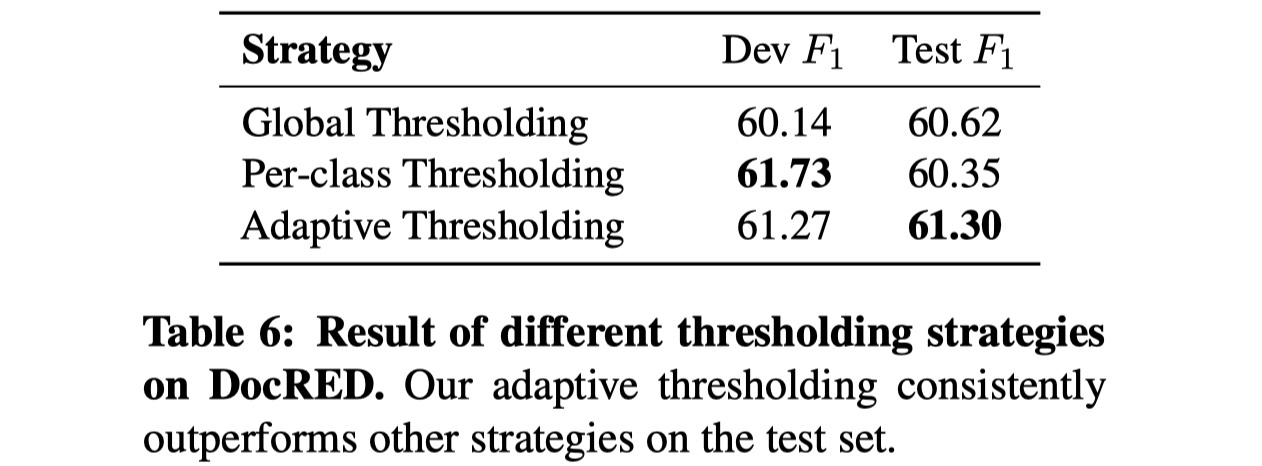 Strategy Dev F1 Test F1
Global Thresholding 60.14 60.62
Per-class Thresholding 61.73 60.35
Adaptive Thresholding 61.27 61.30
Table 6: Result of different thresholding strategies
on DocRED. Our adaptive thresholding consistently
outperforms other strategies on the test set.